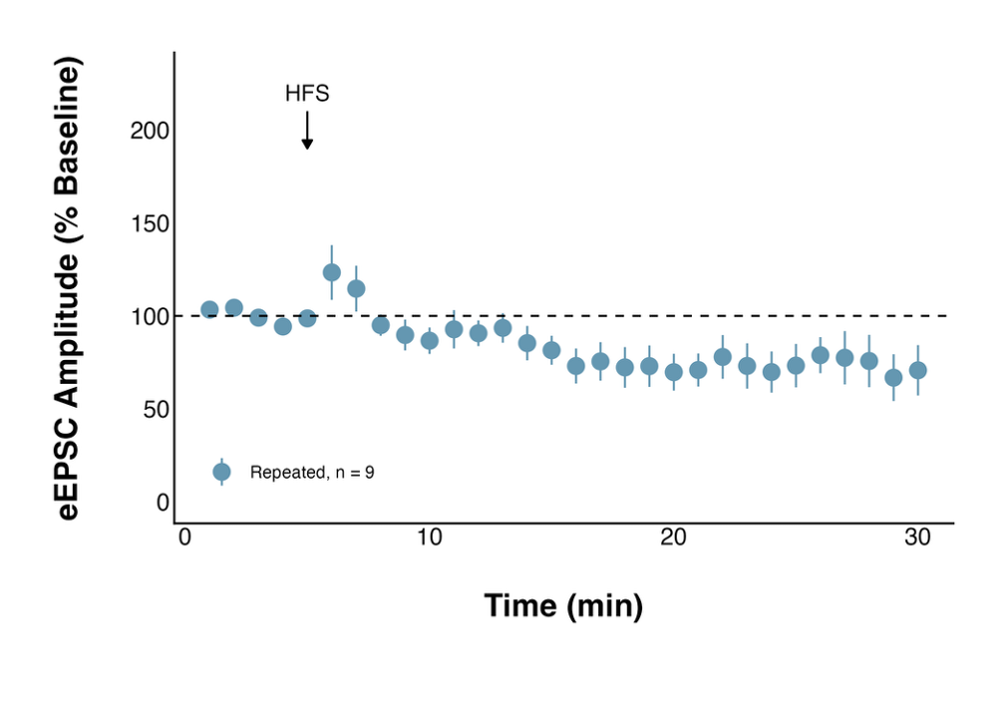 HFS
eEPSC Amplitude (% Baseline)
200
150
100
50
0
Repeated, n = 9
0 10 20 30
Time (min)